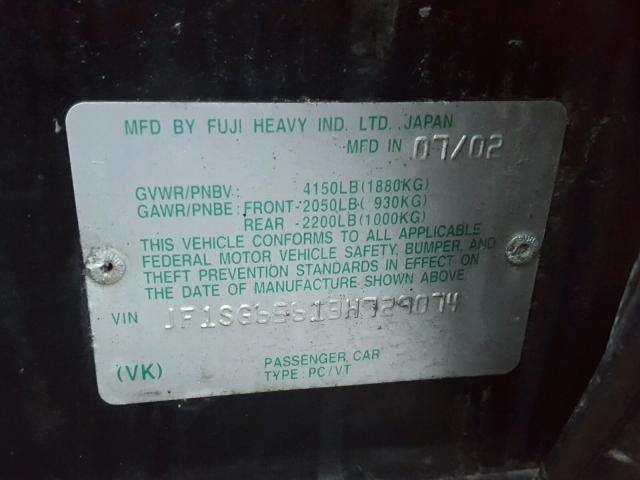 MFD BY FUJI HEAVY IND. LTD., JAPAN
MFD IN 07/02
GVWR/PNBV: 4150LB(1880KG)
GAWR/PNBE: FRONT-2050LB( 930KG)
REAR -2200LB(1000KG)
THIS VEHICLE CONFORMS TO ALL APPLICABLE
FEDERAL MOTOR VEHICLE SAFETY, BUMPER, AND
THEFT PREVENTION STANDARDS IN EFFECT ON
THE DATE OF MANUFACTURE SHOWN ABOVE
VIN JF1SG65613H729074
PASSENGER, CAR
(VK) TYPE : PC/VT